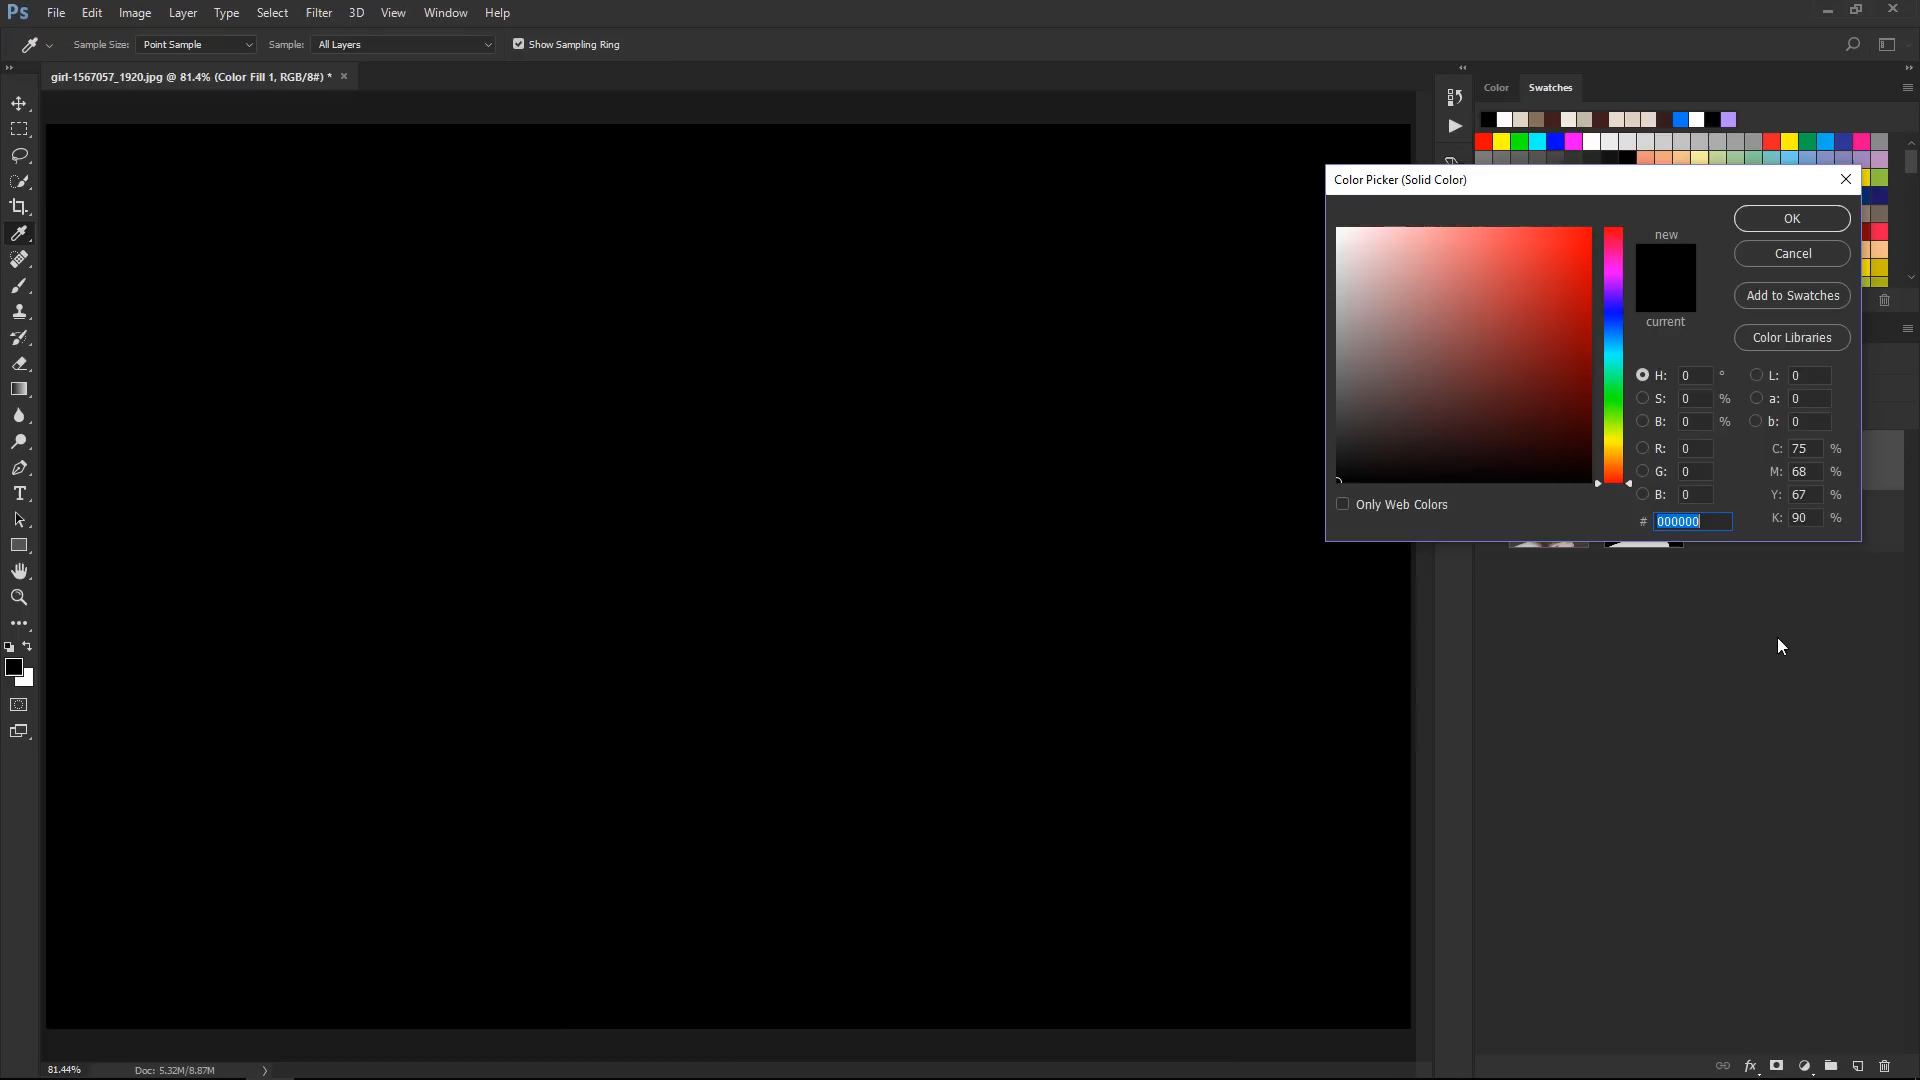 Ps File Edit Image Layer Type Select Filter 3D View Window Help
Sample Size: Point Sample Sample: All Layers Show Sampling Ring
girl-1567057_1920.jpg @ 81.4% (Color Fill 1, RGB/8#) * ×
Color Swatches
Color Picker (Solid Color)
OK
new
Cancel
Add to Swatches
current
Color Libraries
H: 0 ° L: 0
S: 0 % a: 0
B: 0 % b: 0
R: 0 C: 75 %
G: 0 M: 68 %
B: 0 Y: 67 %
Only Web Colors
# 000000 K: 90 %
81.44% Doc: 5.32M/8.87M
fx